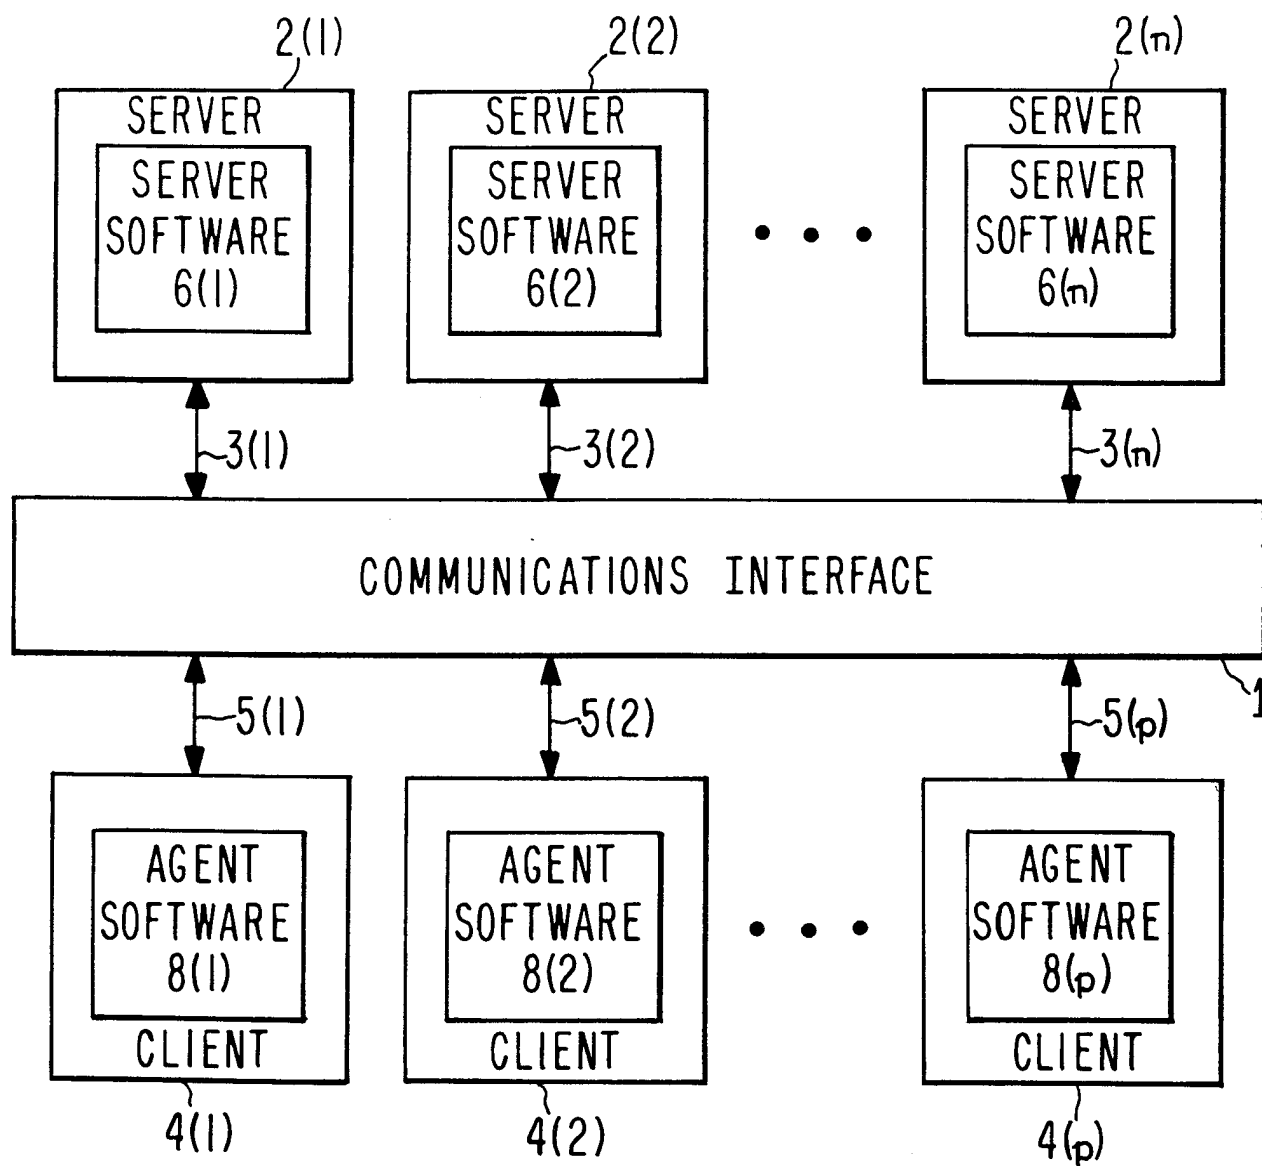 2(1) 2(2) 2(n)
SERVER SERVER SERVER
SERVER SERVER SERVER
SOFTWARE SOFTWARE SOFTWARE
6(1) 6(2) 6(n)
3(1) 3(2) 3(n)
COMMUNICATIONS INTERFACE
1
5(1) 5(2) 5(p)
AGENT AGENT AGENT
SOFTWARE SOFTWARE SOFTWARE
8(1) 8(2) 8(p)
CLIENT CLIENT CLIENT
4(1) 4(2) 4(p)